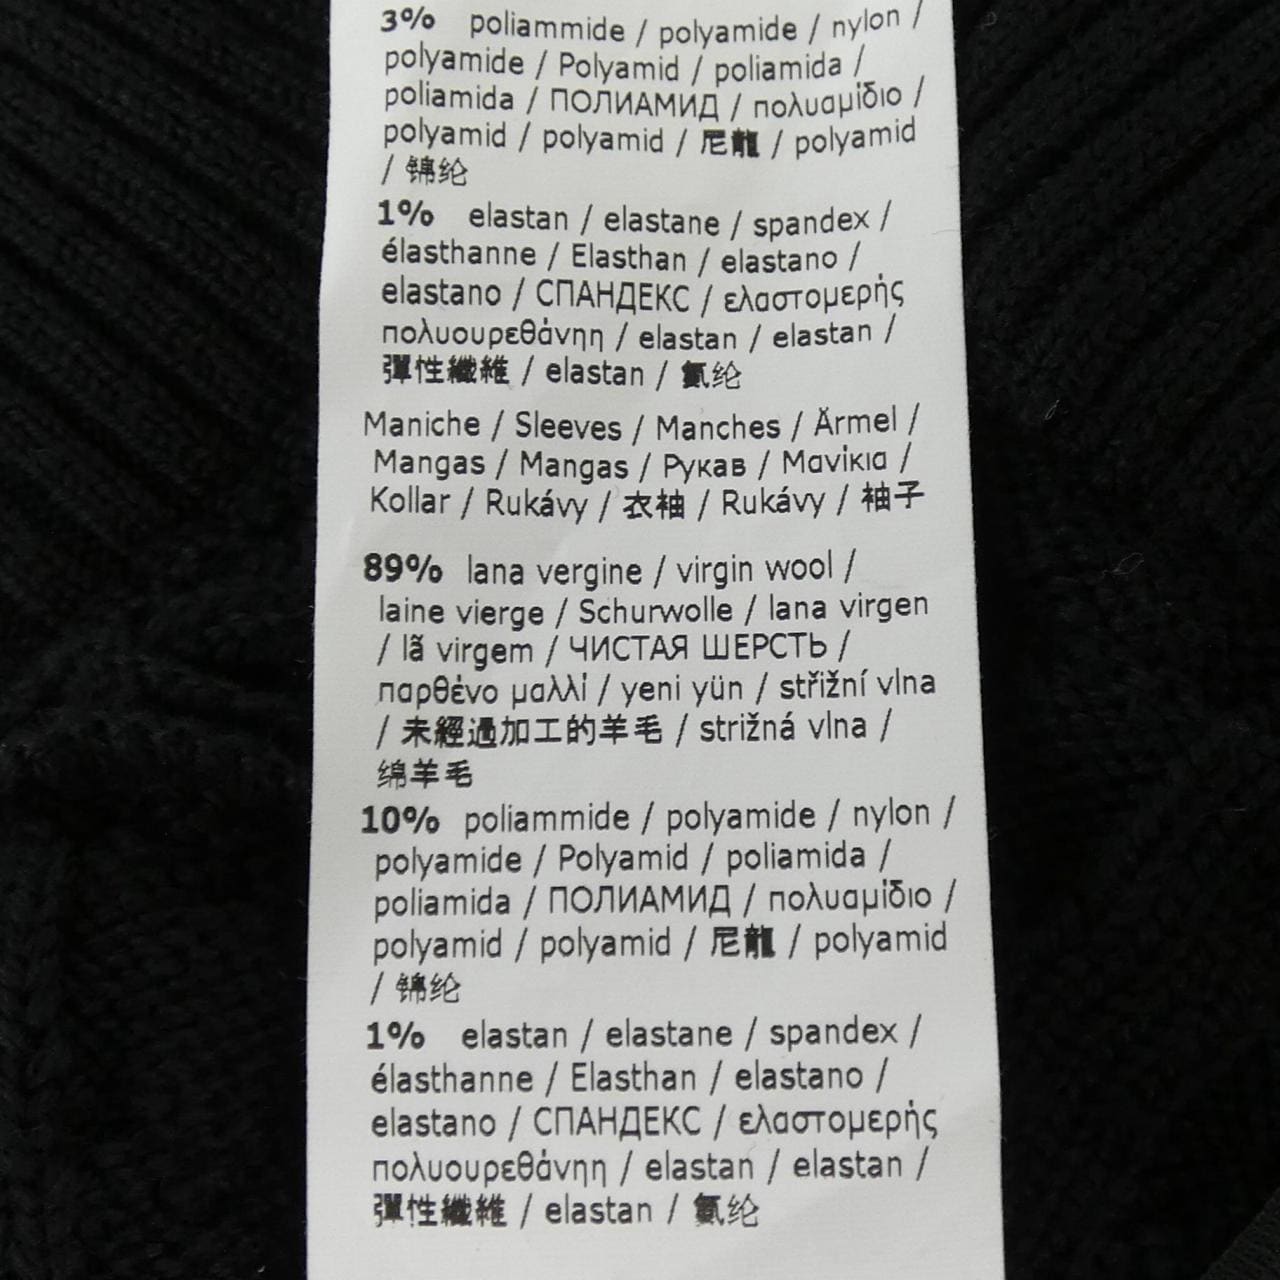 3% poliammide / polyamide / nylon /
polyamide / Polyamid / poliamida /
poliamida / ПОЛИАМИД / πολυαμίδιο /
polyamid / polyamid / 尼龍 / polyamid
/ 锦纶
1% elastan / elastane / spandex /
élasthanne / Elasthan / elastano /
elastano / СПАНДЕКС / ελαστομερής
πολυουρεθάνηη / elastan / elastan /
彈性纖維 / elastan / 氨纶
Maniche / Sleeves / Manches / Ärmel /
Mangas / Mangas / Рукав / Μανίκια /
Kollar / Rukávy / 衣袖 / Rukávy / 袖子
89% lana vergine / virgin wool /
laine vierge / Schurwolle / lana virgen
/ lã virgem / ЧИСТАЯ ШЕРСТЬ /
παρθένο μαλλί / yeni yün / střižní vlna
/ 未經過加工的羊毛 / strižná vlna /
绵羊毛
10% poliammide / polyamide / nylon /
polyamide / Polyamid / poliamida /
poliamida / ПОЛИАМИД / πολυαμίδιο /
polyamid / polyamid / 尼龍 / polyamid
/ 锦纶
1% elastan / elastane / spandex /
élasthanne / Elasthan / elastano /
elastano / СПАНДЕКС / ελαστομερής
πολυουρεθάνηη / elastan / elastan /
彈性纖維 / elastan / 氨纶